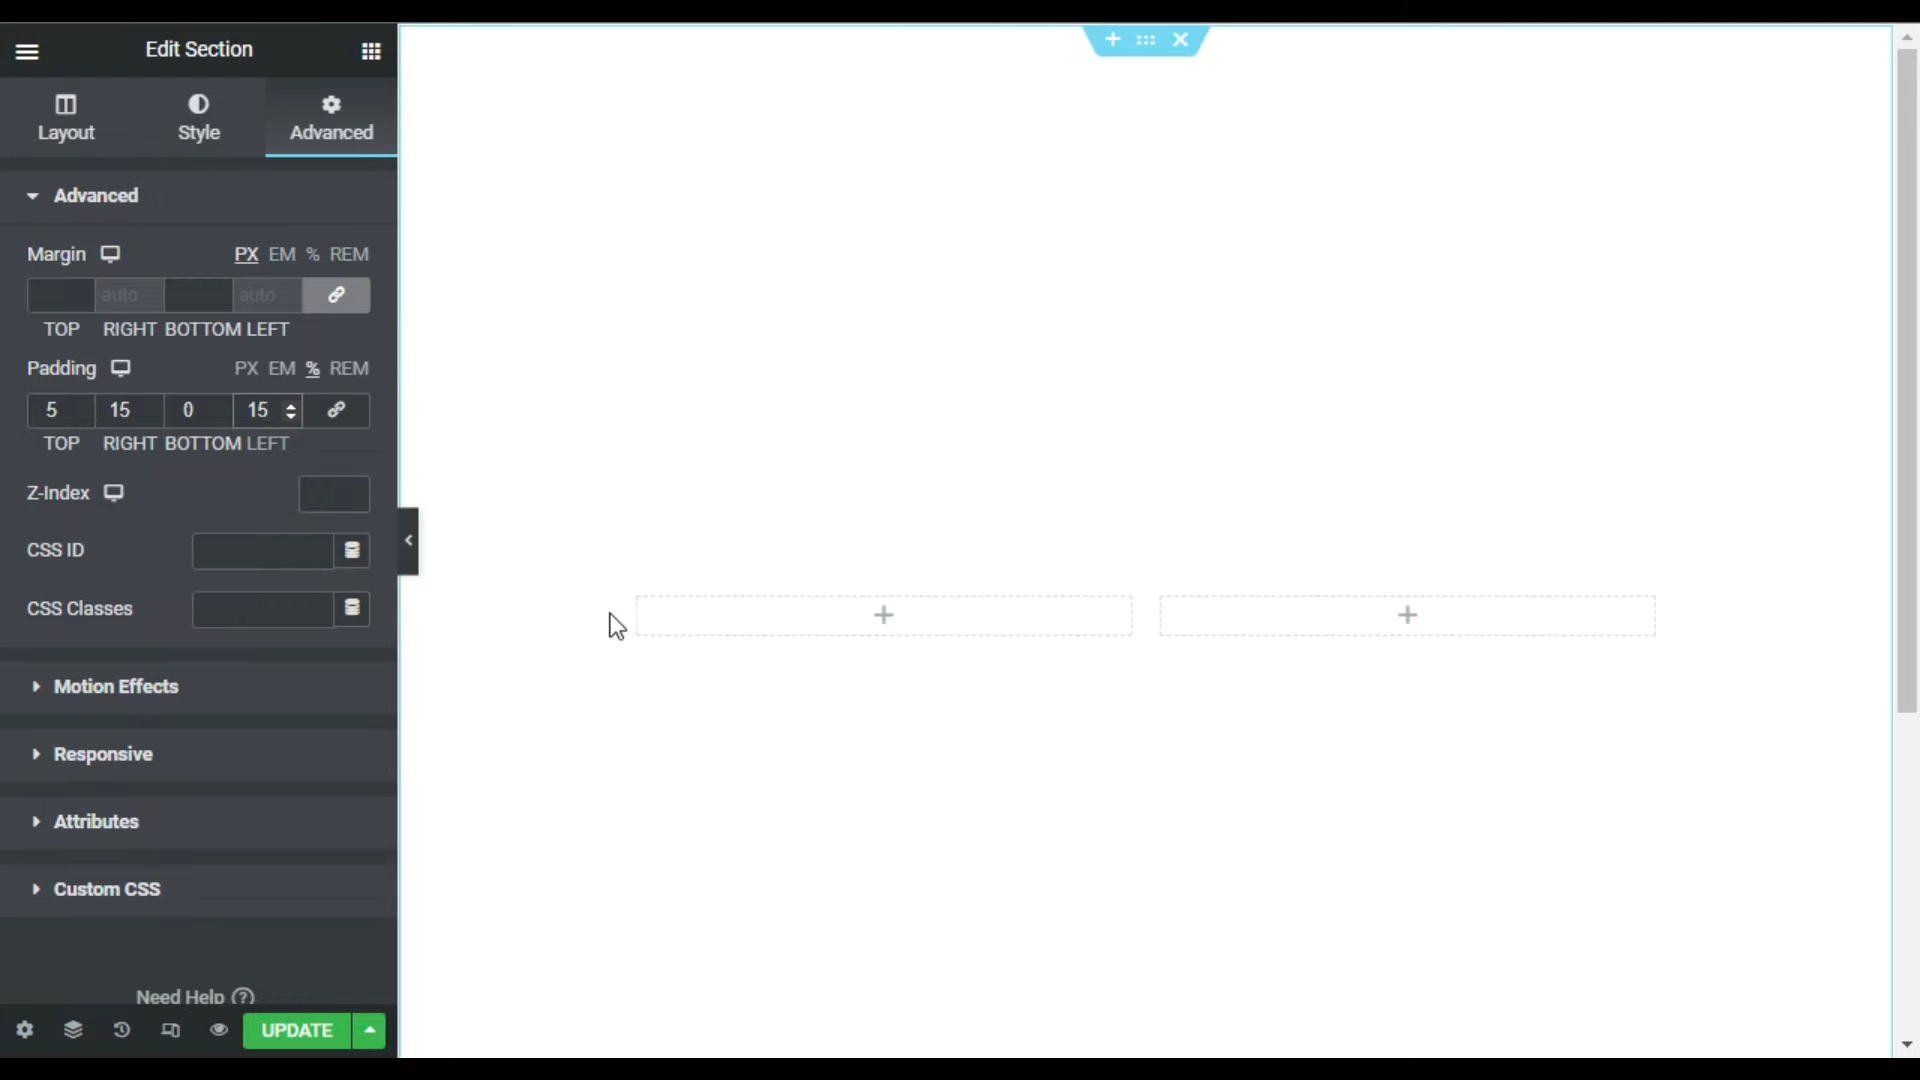 Edit Section
Layout Style Advanced
Advanced
Margin PX EM % REM
auto auto
TOP RIGHT BOTTOM LEFT
Padding PX EM % REM
5 15 0 15
TOP RIGHT BOTTOM LEFT
Z-Index
CSS ID
CSS Classes
Motion Effects
Responsive
Attributes
Custom CSS
Need Help ?
UPDATE